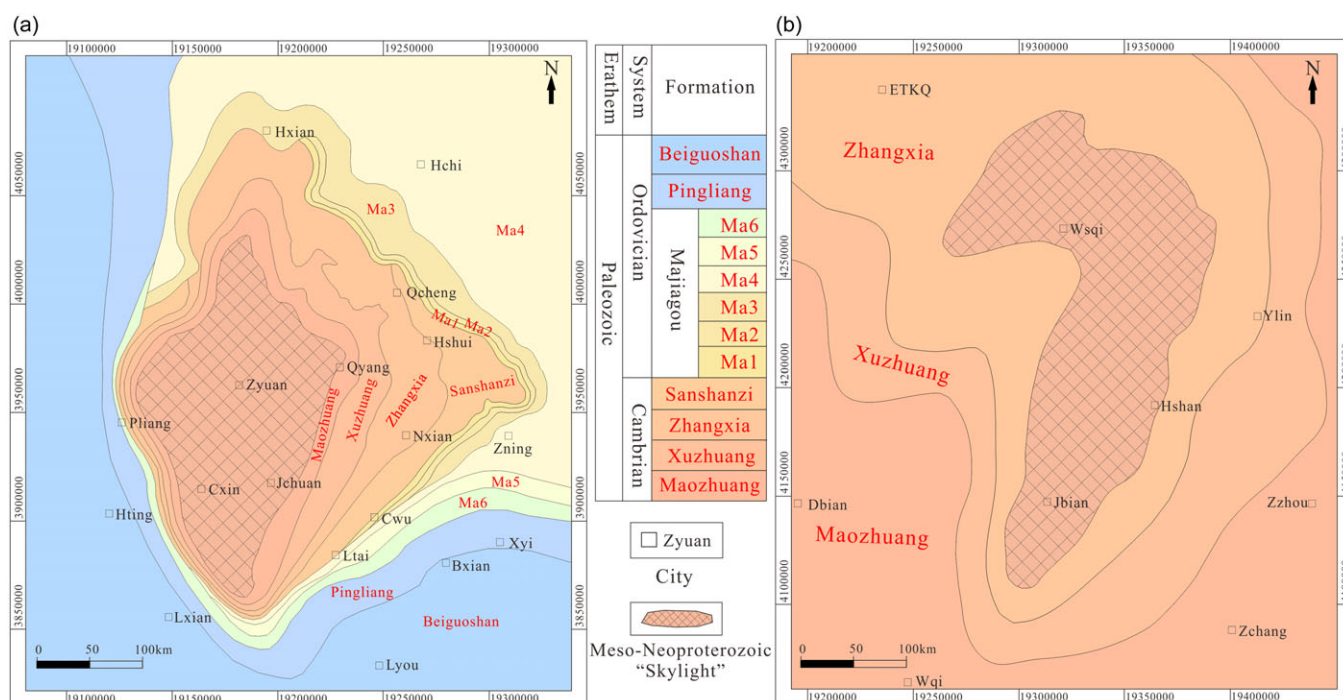 (a)
19100000 19150000 19200000 19250000 19300000
N
Hxian
Hchi
4050000
Ma3
Ma4
4000000
Qcheng
Ma1 Ma2
Hshui
Qyang
Zyuan
Maozhuang
Xuzhuang
Zhangxia
Sanshanzi
3950000
Pliang
Nxian
Zning
Cxin
Jchuan
Ma5
Ma6
3900000
Hting
Cwu
Xyi
Ltai
Bxian
Pingliang
3850000
Lxian
Beiguoshan
0 50 100km
Lyou
19100000 19150000 19200000 19250000 19300000
Erathem
System
Formation
Paleozoic
Ordovician
Beiguoshan
Pingliang
Majiagou
Ma6
Ma5
Ma4
Ma3
Ma2
Ma1
Cambrian
Sanshanzi
Zhangxia
Xuzhuang
Maozhuang
Zyuan
City
Meso-Neoproterozoic
“Skylight”
(b)
19200000 19250000 19300000 19350000 19400000
N
ETKQ
4300000
Zhangxia
Wsqi
4250000
Ylin
Xuzhuang
4200000
Hshan
4150000
Dbian
Jbian
Zzhou
Maozhuang
4100000
Zchang
0 50 100km
Wqi
19200000 19250000 19300000 19350000 19400000